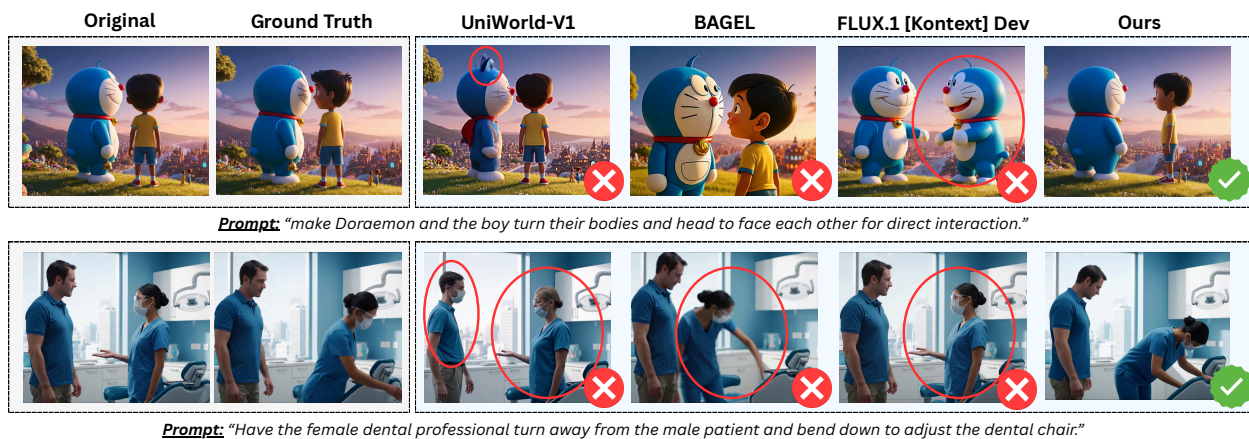 Original Ground Truth UniWorld-V1 BAGEL FLUX.1 [Kontext] Dev Ours
Prompt: “make Doraemon and the boy turn their bodies and head to face each other for direct interaction.”
Prompt: “Have the female dental professional turn away from the male patient and bend down to adjust the dental chair.”